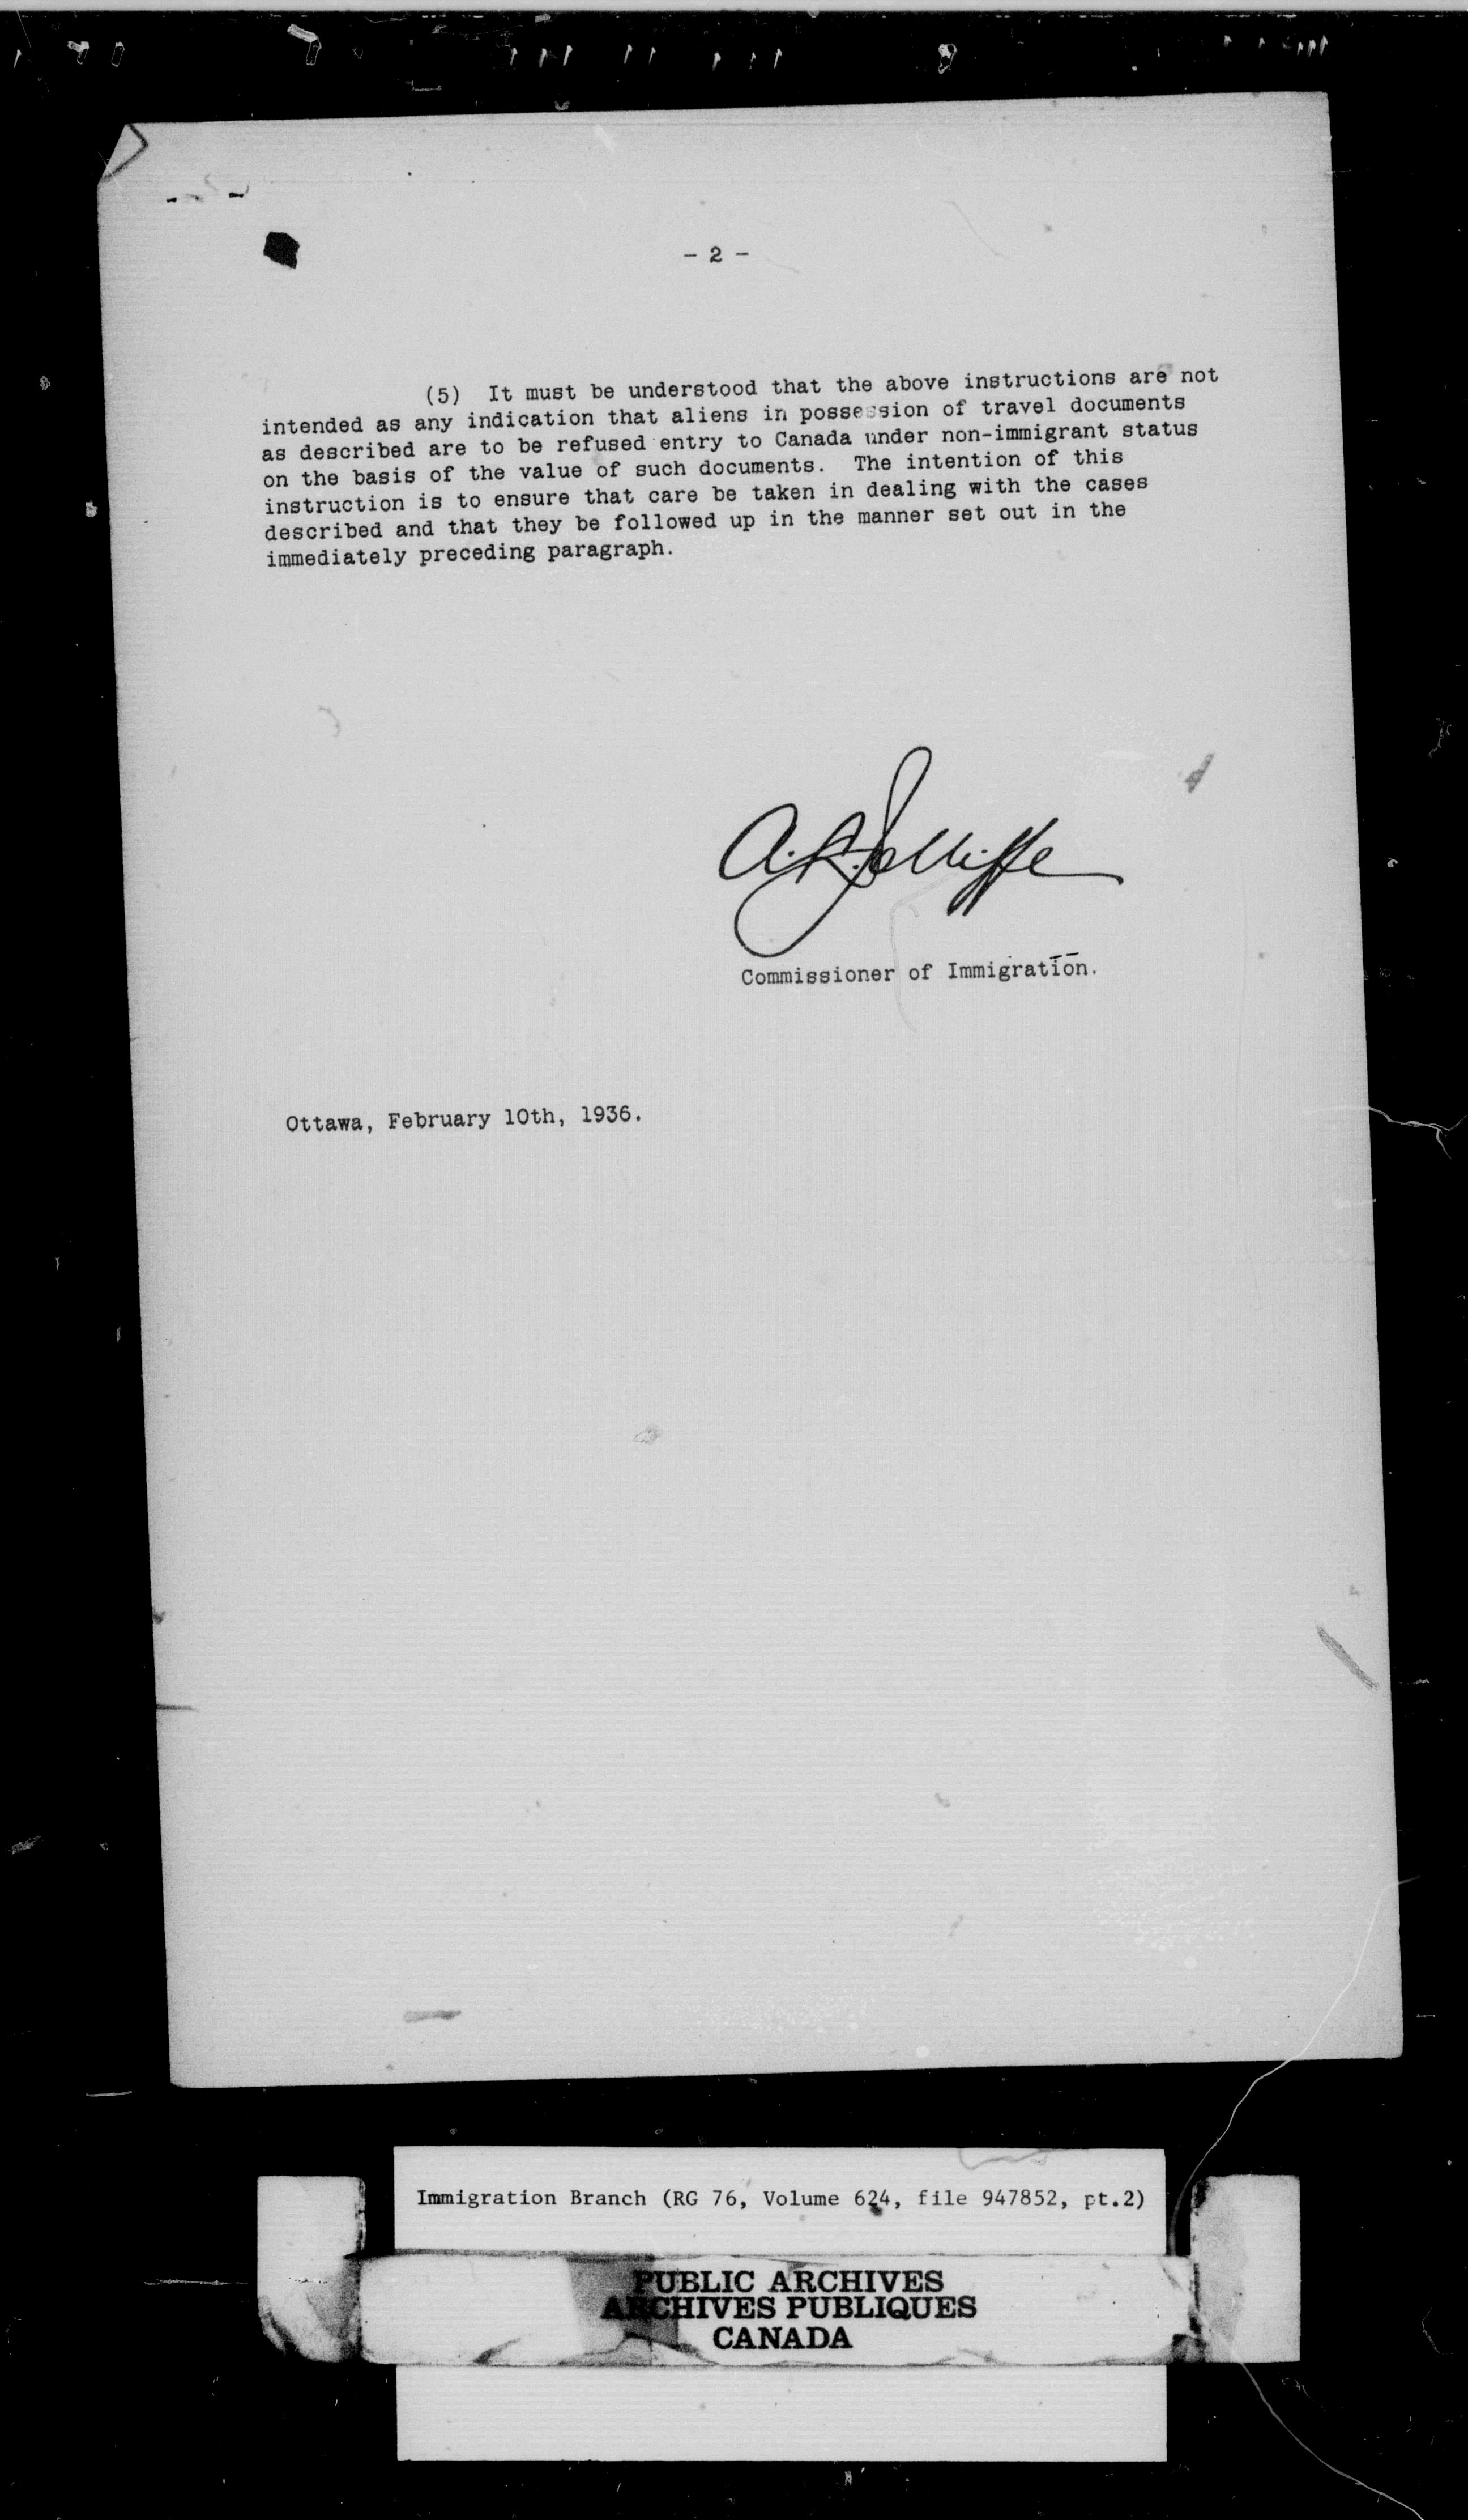 - 2 -
(5) It must be understood that the above instructions are not
intended as any indication that aliens in possession of travel documents
as described are to be refused entry to Canada under non-immigrant status
on the basis of the value of such documents. The intention of this
instruction is to ensure that care be taken in dealing with the cases
described and that they be followed up in the manner set out in the
immediately preceding paragraph.
A.L.Jolliffe
Commissioner of Immigration.
Ottawa, February 10th, 1936.
Immigration Branch (RG 76, Volume 624, file 947852, pt.2)
PUBLIC ARCHIVES
ARCHIVES PUBLIQUES
CANADA